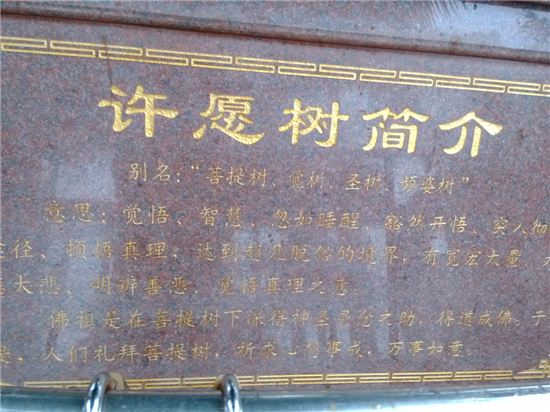 许愿树简介
别名：“菩提树、觉树、圣树、颇婆树”
意思：觉悟、智慧、忽如睡醒、豁然开悟、突入彻
途径、顿悟真理、达到超凡脱俗的境界，有宽宏大量、大
大悲、明辨善恶、觉悟真理之意
佛祖是在菩提树下深得神圣灵念之助，得道成佛。于
是、人们礼拜菩提树，祈求心想事成，万事如意。